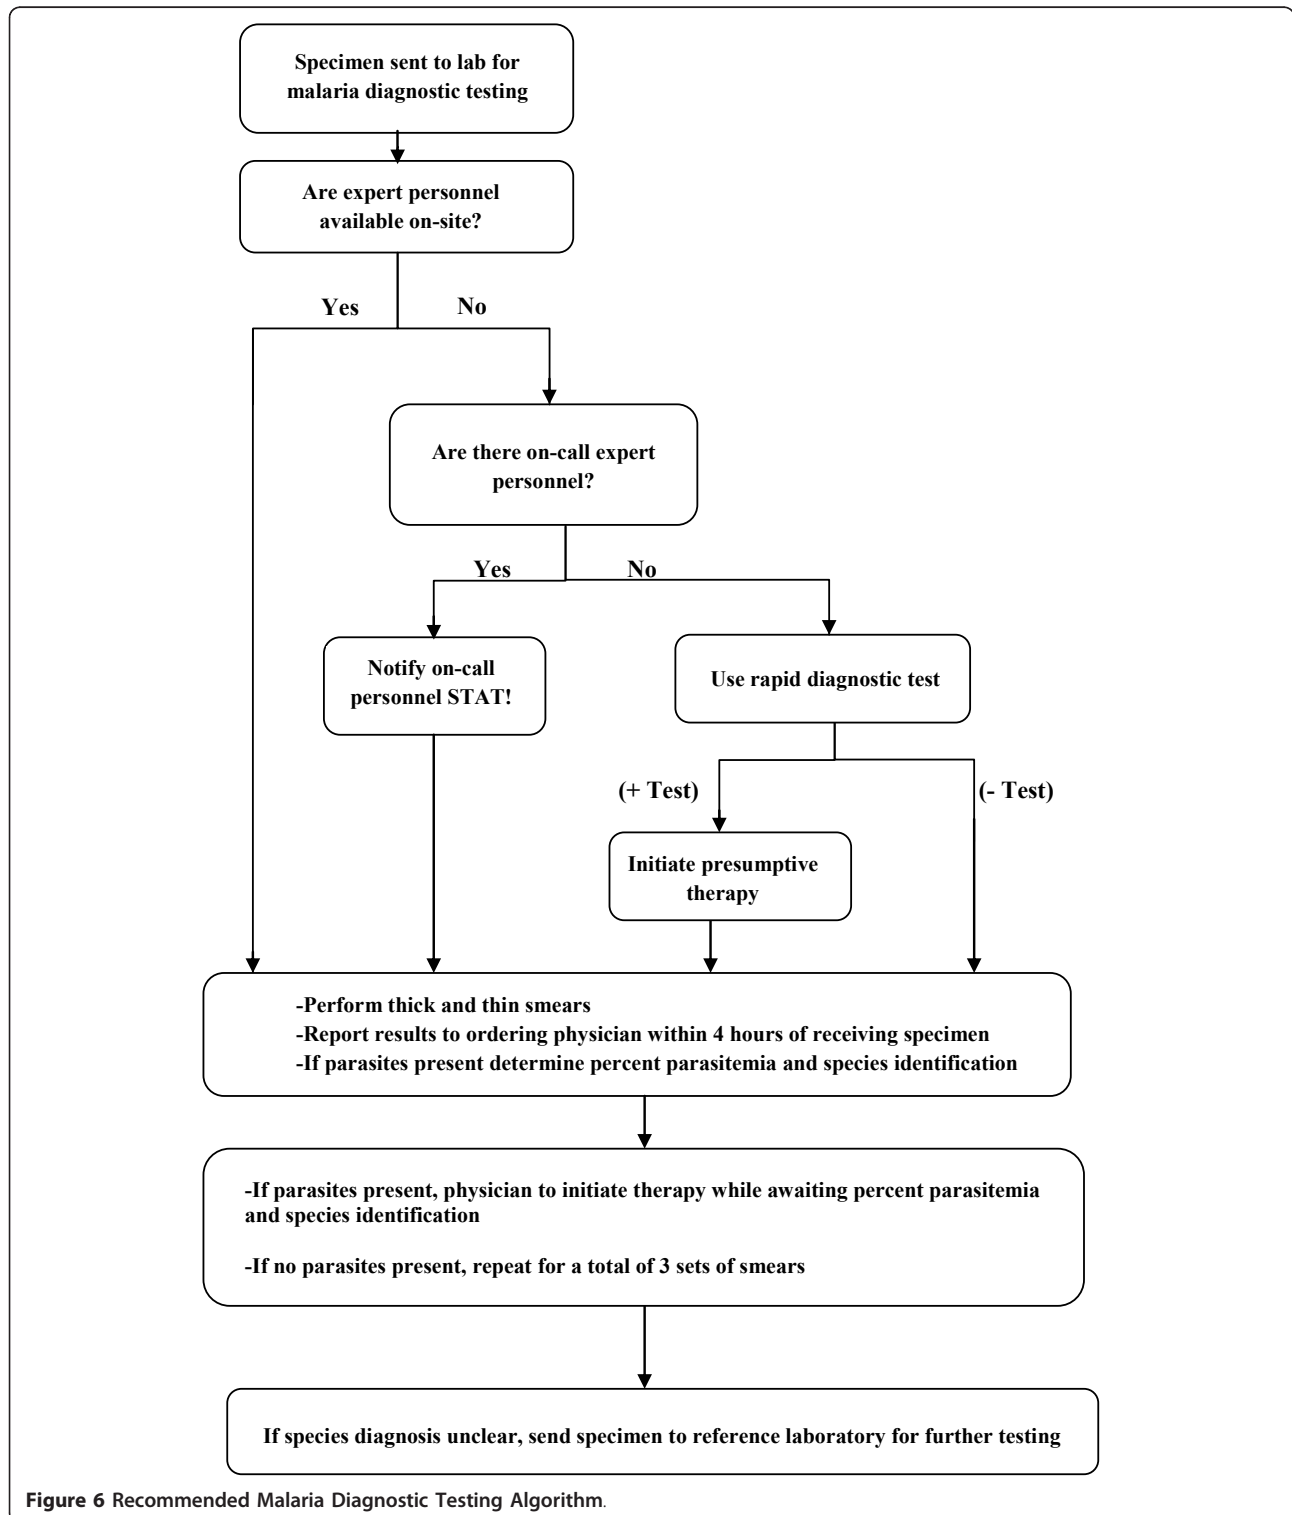 Specimen sent to lab for
malaria diagnostic testing
Are expert personnel
available on-site?
Yes
No
Are there on-call expert
personnel?
Yes
No
Notify on-call
personnel STAT!
Use rapid diagnostic test
(+ Test)
(- Test)
Initiate presumptive
therapy
-Perform thick and thin smears
-Report results to ordering physician within 4 hours of receiving specimen
-If parasites present determine percent parasitemia and species identification
-If parasites present, physician to initiate therapy while awaiting percent parasitemia
and species identification
-If no parasites present, repeat for a total of 3 sets of smears
If species diagnosis unclear, send specimen to reference laboratory for further testing
Figure 6 Recommended Malaria Diagnostic Testing Algorithm.